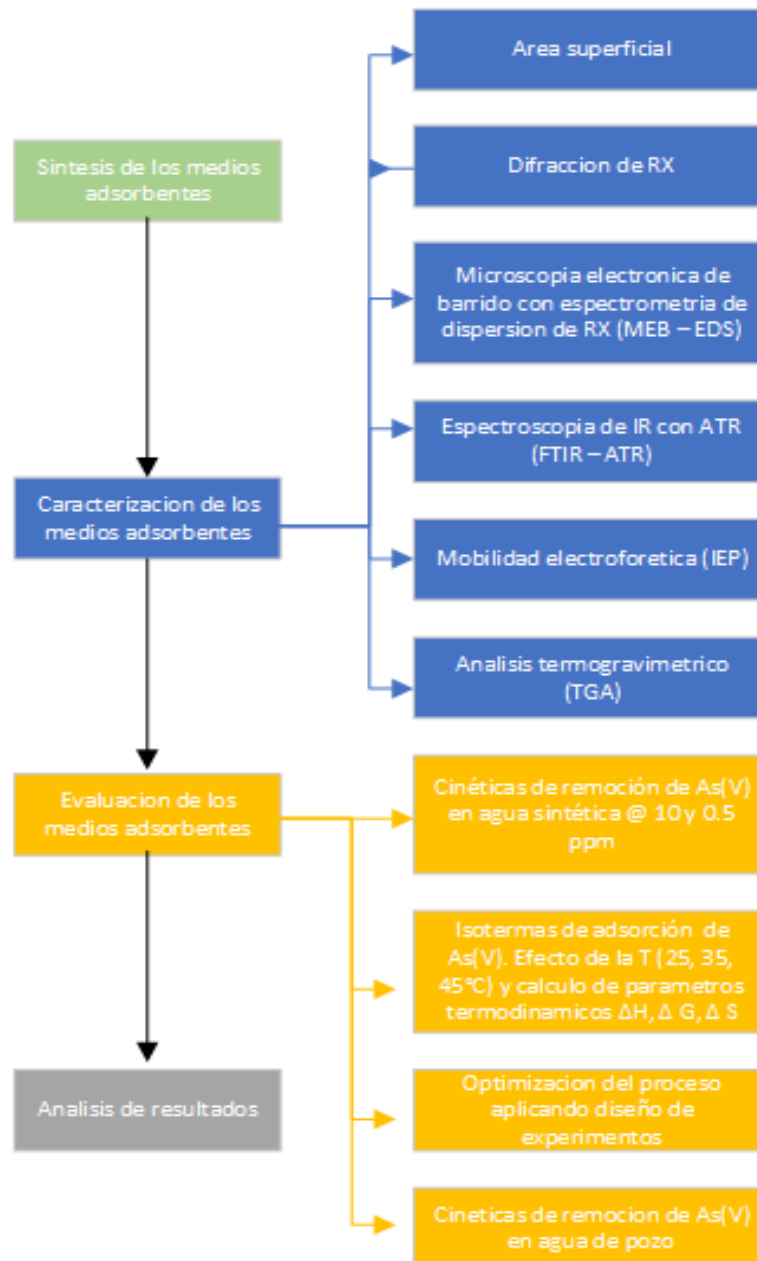 Sintesis de los medios
adsorbentes
Caracterizacion de los
medios adsorbentes
Area superficial
Difraccion de RX
Microscopia electronica de
barrido con espectrometria de
dispersion de RX (MEB – EDS)
Espectroscopia de IR con ATR
(FTIR – ATR)
Mobilidad electroforetica (IEP)
Analisis termogravimetrico
(TGA)
Evaluacion de los
medios adsorbentes
Cinéticas de remoción de As(V)
en agua sintética @ 10 y 0.5
ppm
Isotermas de adsorción de
As(V). Efecto de la T (25, 35,
45°C) y calculo de parametros
termodinamicos ΔH, Δ G, Δ S
Optimizacion del proceso
aplicando diseño de
experimentos
Cineticas de remocion de As(V)
en agua de pozo
Analisis de resultados